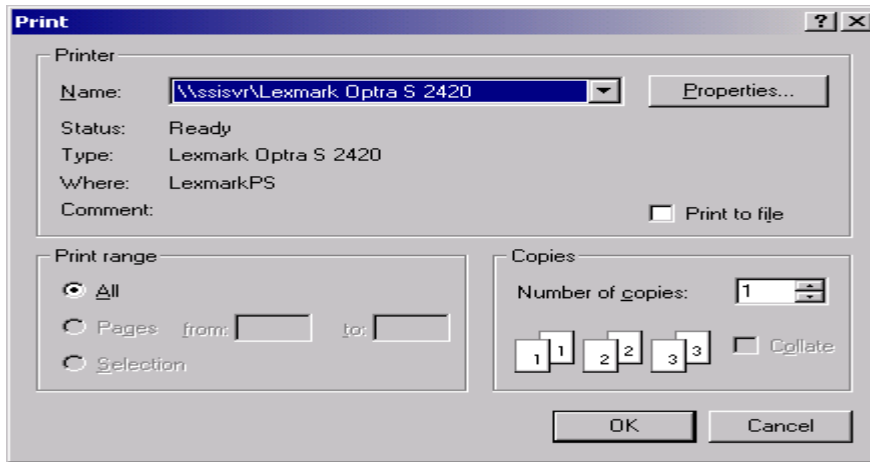 Print
Printer
Name: \\ssisvr\Lexmark Optra S 2420 Properties...
Status: Ready
Type: Lexmark Optra S 2420
Where: LexmarkPS
Comment: Print to file
Print range
All
Pages from: to:
Selection
Copies
Number of copies: 1
1 1 2 2 3 3 Collate
OK Cancel